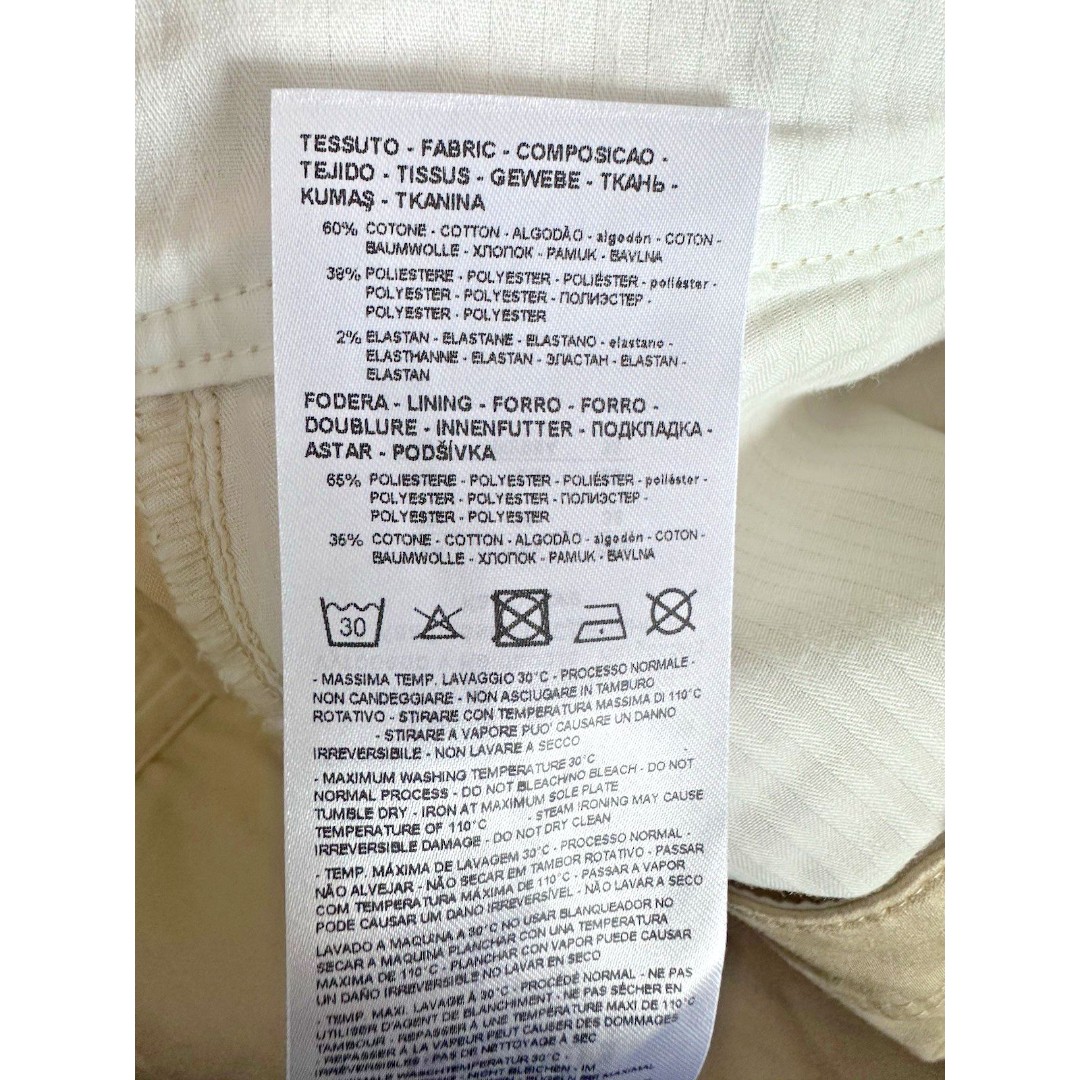 TESSUTO - FABRIC - COMPOSICAO -
TEJIDO - TISSUS - GEWEBE - ТКАНЬ -
KUMAŞ - TKANINA
60% COTONE - COTTON - ALGODÃO - algodón - COTON -
BAUMWOLLE - ХЛОПОК - PAMUK - BAVLNA
38% POLIESTERE - POLYESTER - POLIÉSTER - poliéster -
POLYESTER - POLYESTER - ПОЛИЭСТЕР -
POLYESTER - POLYESTER
2% ELASTAN - ELASTANE - ELASTANO - elastano -
ELASTHANNE - ELASTAN - ЭЛАСТАН - ELASTAN -
ELASTAN
FODERA - LINING - FORRO - FORRO -
DOUBLURE - INNENFUTTER - ПОДКЛАДКА -
ASTAR - PODŠÍVKA
65% POLIESTERE - POLYESTER - POLIÉSTER - poliéster -
POLYESTER - POLYESTER - ПОЛИЭСТЕР -
POLYESTER - POLYESTER
35% COTONE - COTTON - ALGODÃO - algodón - COTON -
BAUMWOLLE - ХЛОПОК - PAMUK - BAVLNA
30
- MASSIMA TEMP. LAVAGGIO 30°C - PROCESSO NORMALE -
NON CANDEGGIARE - NON ASCIUGARE IN TAMBURO
ROTATIVO - STIRARE CON TEMPERATURA MASSIMA DI 110°C
- STIRARE A VAPORE PUO' CAUSARE UN DANNO
IRREVERSIBILE - NON LAVARE A SECCO
- MAXIMUM WASHING TEMPERATURE 30°C
NORMAL PROCESS - DO NOT BLEACH/NO BLEACH - DO NOT
TUMBLE DRY - IRON AT MAXIMUM SOLE PLATE
TEMPERATURE OF 110°C - STEAM IRONING MAY CAUSE
IRREVERSIBLE DAMAGE - DO NOT DRY CLEAN
- TEMP. MÁXIMA DE LAVAGEM 30°C - PROCESSO NORMAL -
NÃO ALVEJAR - NÃO SECAR EM TAMBOR ROTATIVO - PASSAR
COM TEMPERATURA MÁXIMA DE 110°C - PASSAR A VAPOR
PODE CAUSAR UM DANO IRREVERSÍVEL - NÃO LAVAR A SECO
LAVADO A MAQUINA A 30°C NO USAR BLANQUEADOR NO
SECAR A MAQUINA PLANCHAR CON UNA TEMPERATURA
MAXIMA DE 110°C - PLANCHAR CON VAPOR PUEDE CAUSAR
UN DAÑO IRREVERSIBLE NO LAVAR EN SECO
- TEMP. MAXI. LAVAGE À 30°C - PROCÉDÉ NORMAL - NE PAS
UTILISER D'AGENT DE BLANCHIMENT - NE PAS SÉCHER EN
TAMBOUR - REPASSER À UNE TEMPÉRATURE MAXI DE 110°C
- REPASSER À LA VAPEUR PEUT CAUSER DES DOMMAGES
IRRÉVERSIBLES - PAS DE NETTOYAGE À SEC
WASCHTEMPERATUR 30°C -
NICHT BLEICHEN - IM
MAXIMAL